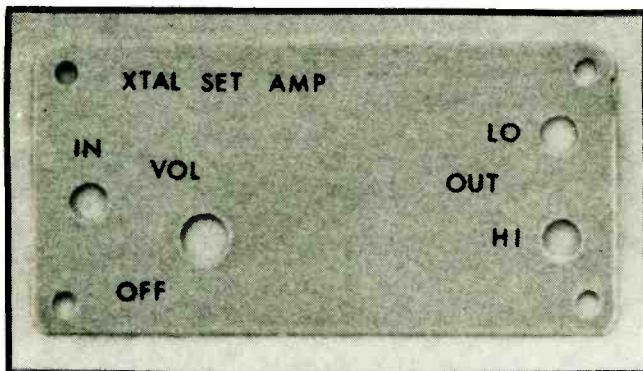 XTAL SET AMP
IN
VOL
LO
OUT
HI
OFF